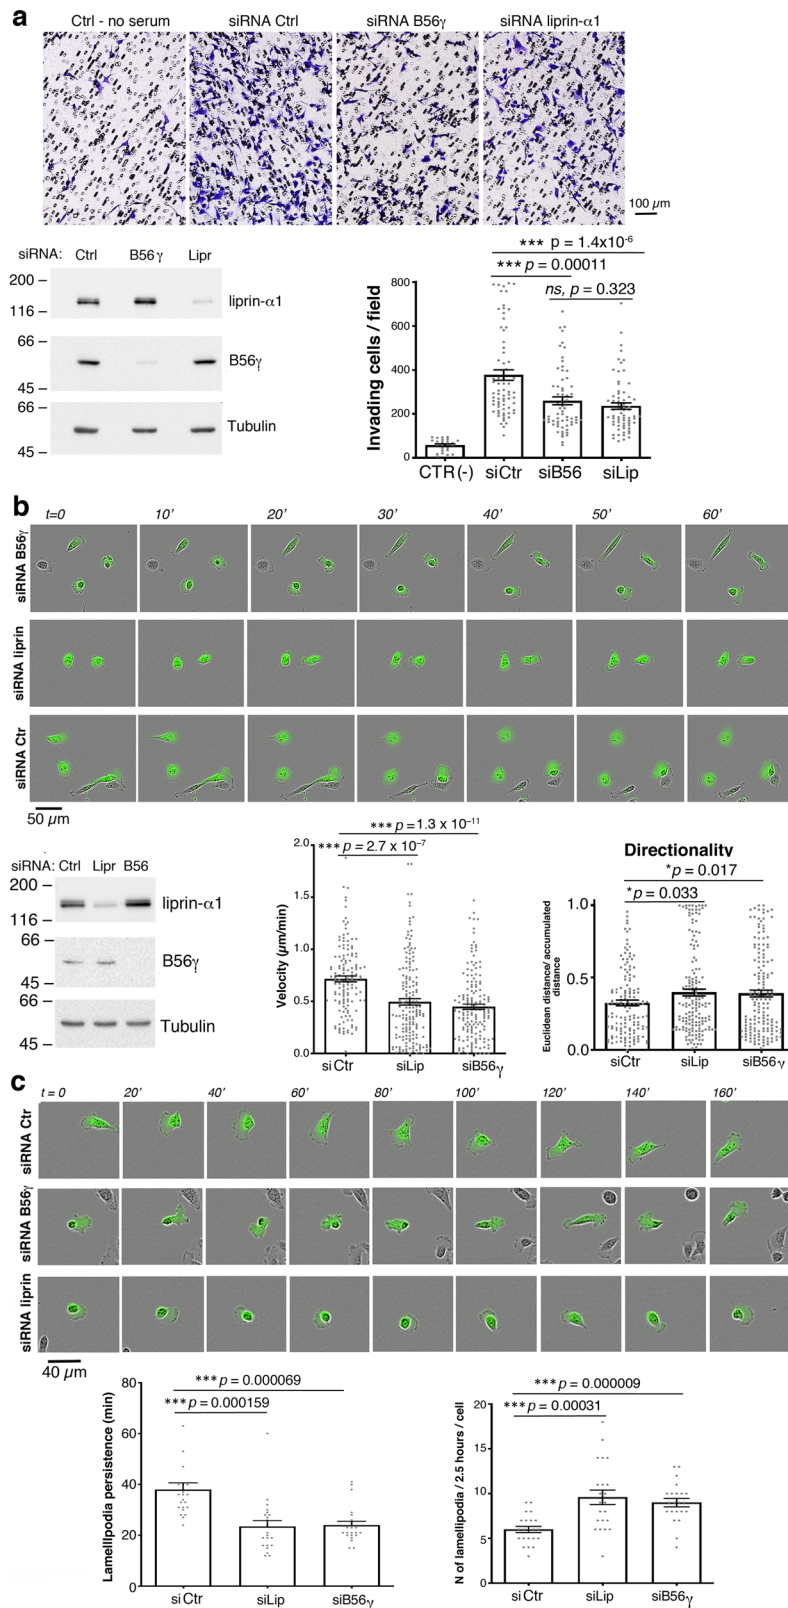 a
Ctrl - no serum siRNA Ctrl siRNA B56γ siRNA liprin-α1
100 µm
siRNA: Ctrl B56γ Lipr
200
116
liprin-α1
66
45
B56γ
66
45
Tubulin
*** p = 1.4x10-6
*** p = 0.00011
ns, p = 0.323
Invading cells / field
800
600
400
200
0
CTR(-) siCtr siB56 siLip
b
t=0 10' 20' 30' 40' 50' 60'
siRNA B56γ
siRNA liprin
siRNA Ctr
50 µm
siRNA: Ctrl Lipr B56
200
116
liprin-α1
66
45
B56γ
66
45
Tubulin
*** p = 1.3 x 10–11
*** p = 2.7 x 10–7
Velocity (µm/min)
2.0
1.5
1.0
0.5
0.0
siCtr siLip siB56γ
Directionality
*p = 0.017
*p = 0.033
Euclidean distance/ accumulated
distance
1.0
0.5
0.0
siCtr siLip siB56γ
c
t = 0 20' 40' 60' 80' 100' 120' 140' 160'
siRNA Ctr
siRNA B56γ
siRNA liprin
40 µm
*** p = 0.000069
*** p = 0.000159
Lamellipodia persistence (min)
80
60
40
20
0
siCtr siLip siB56γ
*** p = 0.000009
*** p = 0.00031
N of lamellipodia / 2.5 hours / cell
20
15
10
5
0
siCtr siLip siB56γ